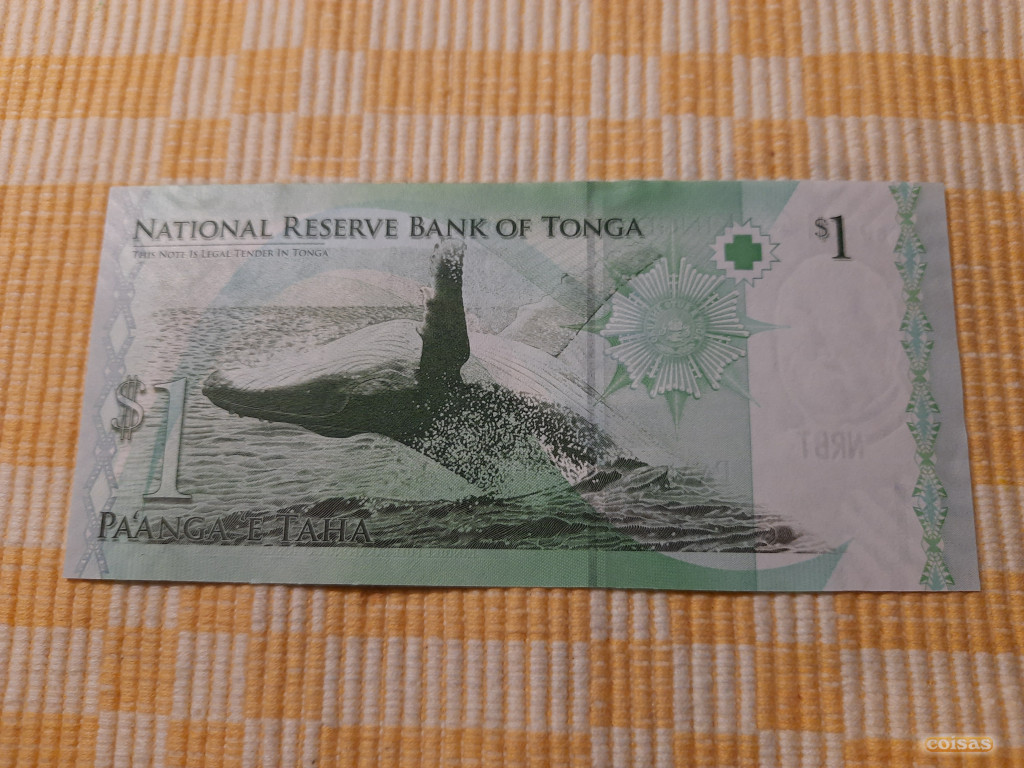 NATIONAL RESERVE BANK OF TONGA
THIS NOTE IS LEGAL TENDER IN TONGA
$1
$1
PA'ANGA 'E TAHA
NRBT
coisas